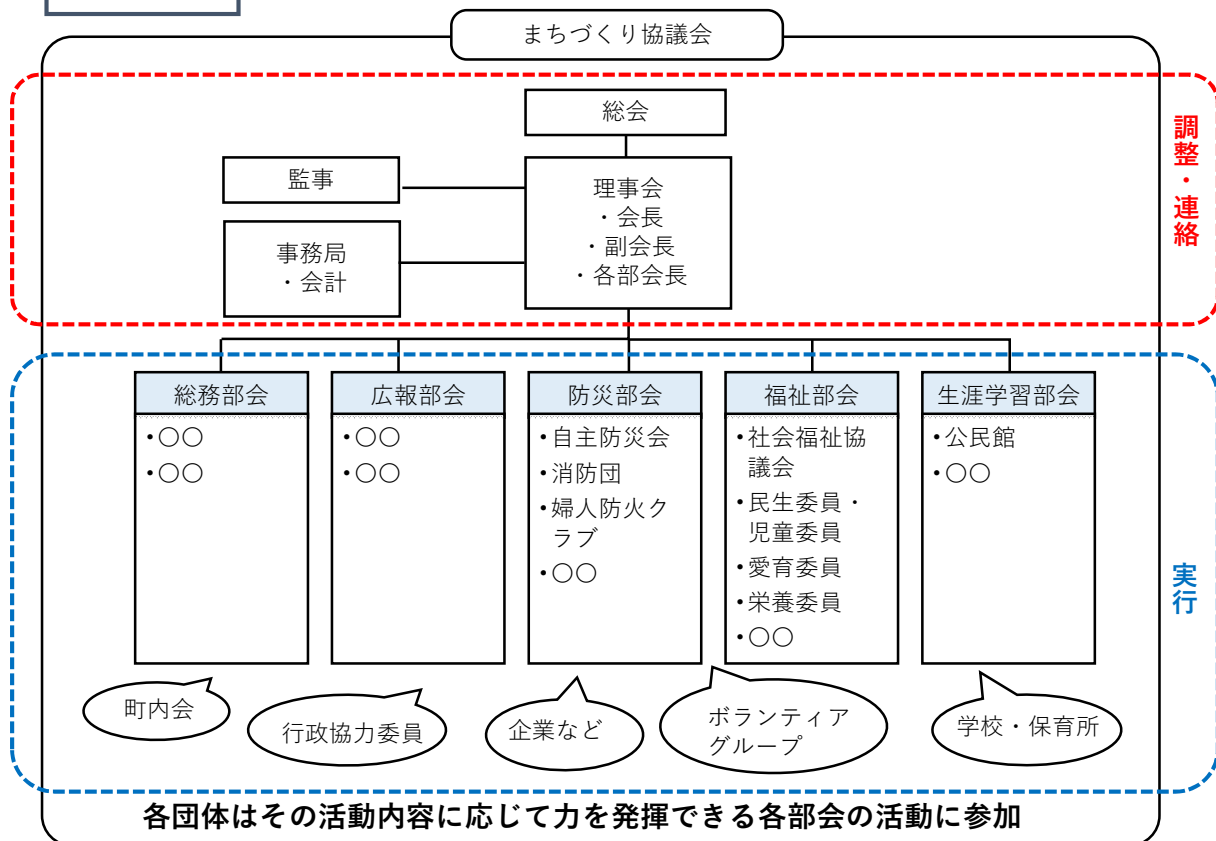 まちづくり協議会
総会
監事
理事会
・会長
・副会長
・各部会長
事務局
・会計
調整・連絡
総務部会
•○○
•○○
広報部会
•○○
•○○
防災部会
•自主防災会
•消防団
•婦人防火ク
ラブ
•○○
福祉部会
•社会福祉協
議会
•民生委員・
児童委員
•愛育委員
•栄養委員
•○○
生涯学習部会
•公民館
•○○
実行
町内会
行政協力委員
企業など
ボランティア
グループ
学校・保育所
各団体はその活動内容に応じて力を発揮できる各部会の活動に参加